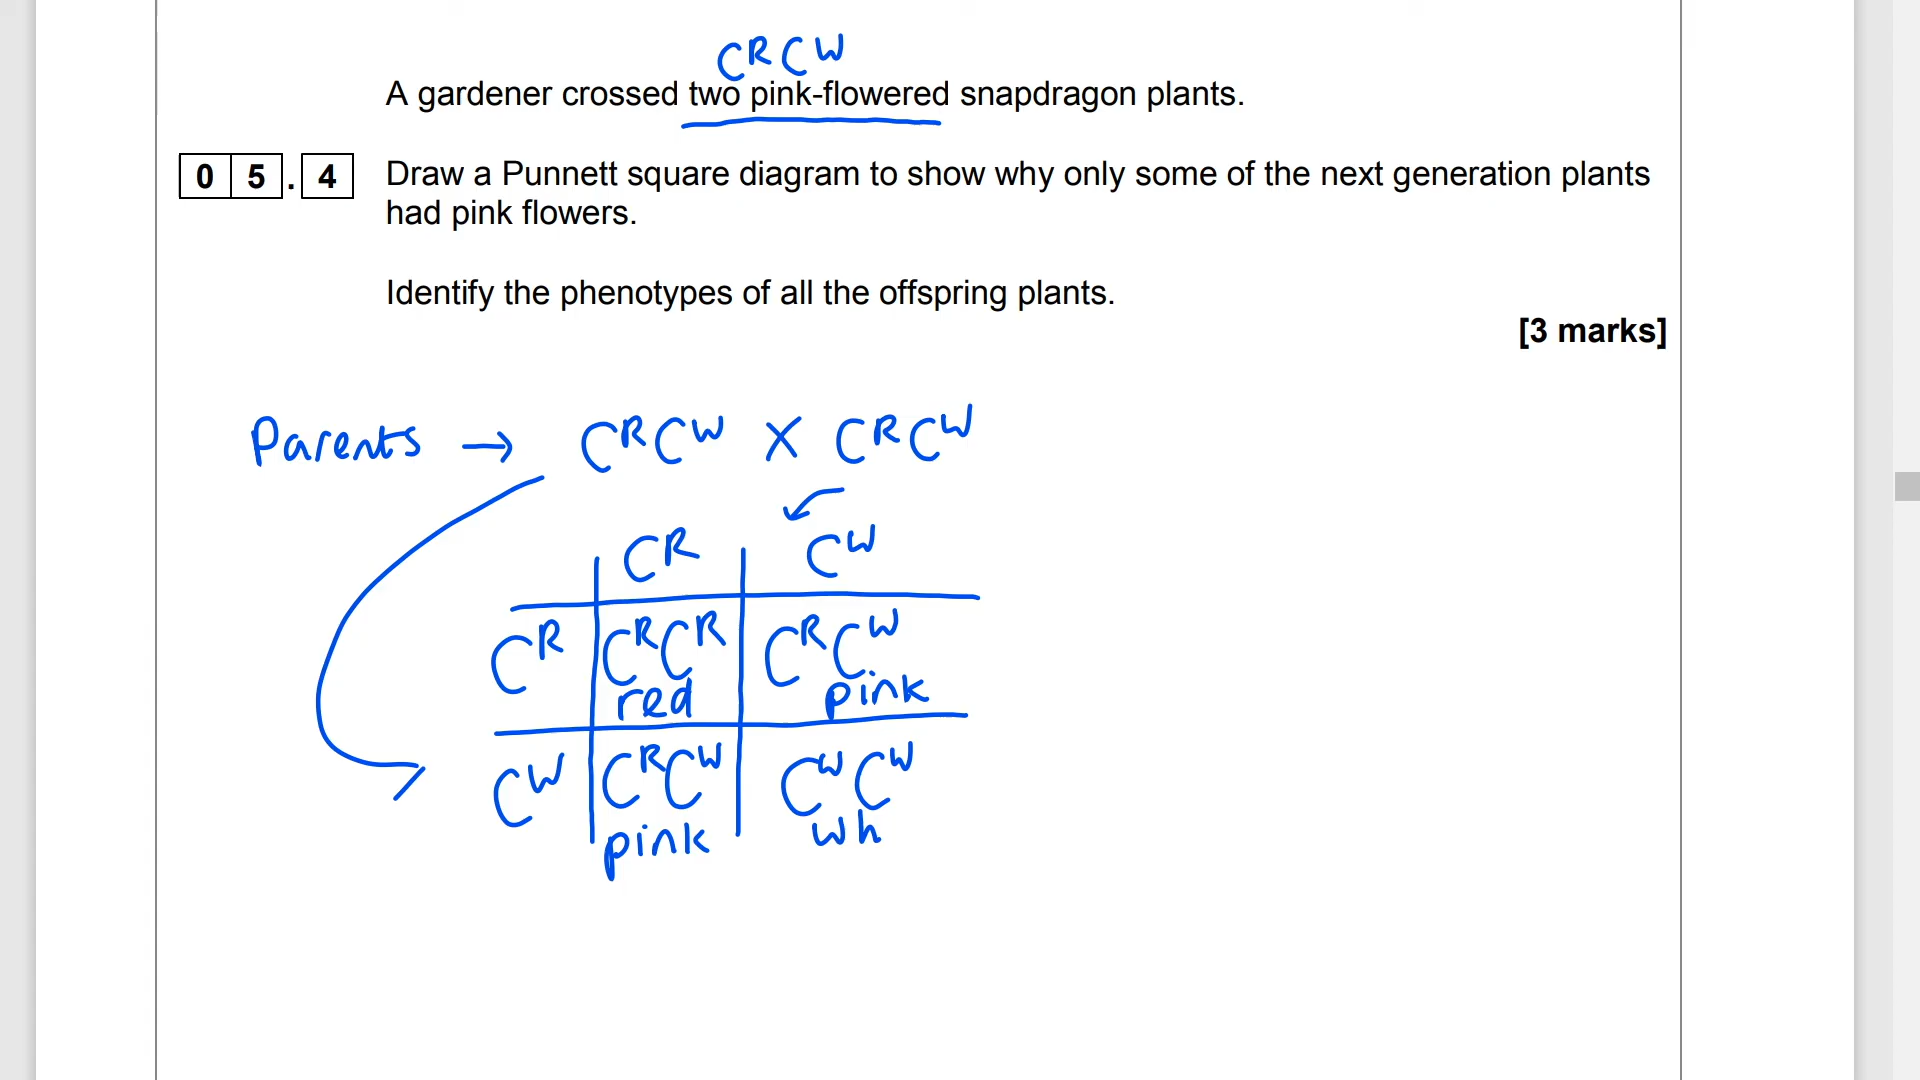 CRCW
A gardener crossed two pink-flowered snapdragon plants.
0 5 . 4 Draw a Punnett square diagram to show why only some of the next generation plants
had pink flowers.
Identify the phenotypes of all the offspring plants.
[3 marks]
Parents → CRCW X CRCW
CR CW
CR CRCR CRCW
red pink
CW CRCW CWCW
pink wh